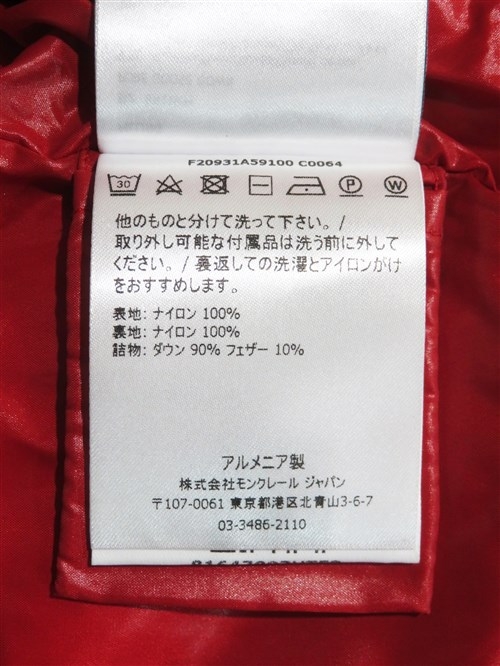 F20931A59100 C0064
30
P
W
他のものと分けて洗って下さい。/
取り外し可能な付属品は洗う前に外して
ください。/ 裏返しての洗濯とアイロンがけ
をおすすめします。
表地: ナイロン 100%
裏地: ナイロン 100%
詰物: ダウン 90% フェザー 10%
アルメニア製
株式会社モンクレール ジャパン
〒107-0061 東京都港区北青山3-6-7
03-3486-2110